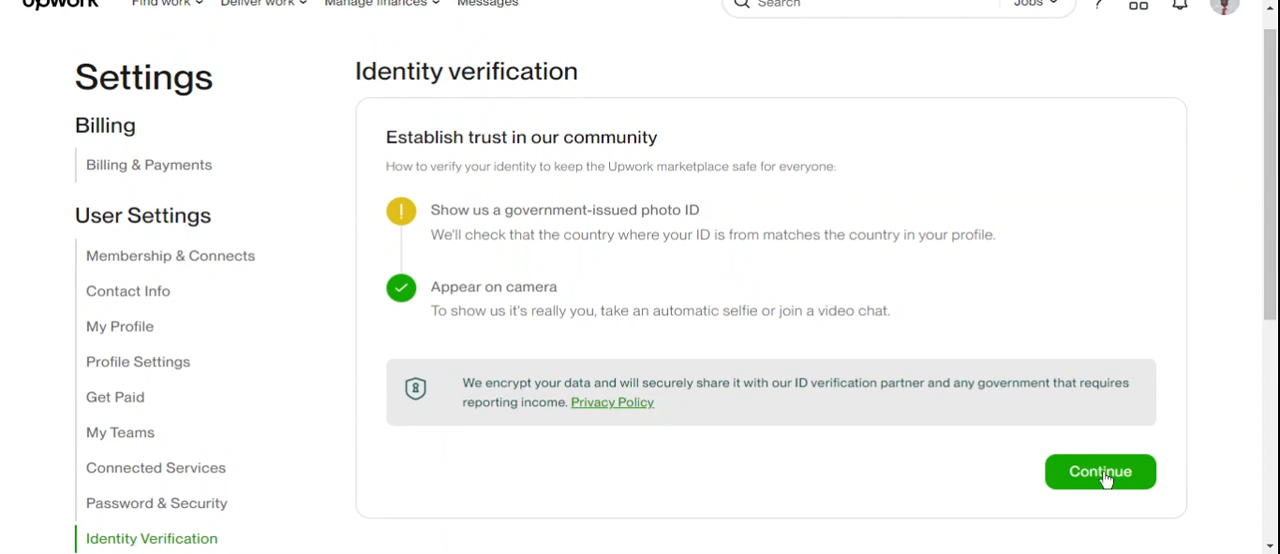 Upwork Find work Deliver work Manage finances Messages Search Jobs ?
Settings
Identity verification
Billing
Billing & Payments
User Settings
Membership & Connects
Contact Info
My Profile
Profile Settings
Get Paid
My Teams
Connected Services
Password & Security
Identity Verification
Establish trust in our community
How to verify your identity to keep the Upwork marketplace safe for everyone:
! Show us a government-issued photo ID
We'll check that the country where your ID is from matches the country in your profile.
Appear on camera
To show us it's really you, take an automatic selfie or join a video chat.
We encrypt your data and will securely share it with our ID verification partner and any government that requires
reporting income. Privacy Policy
Continue